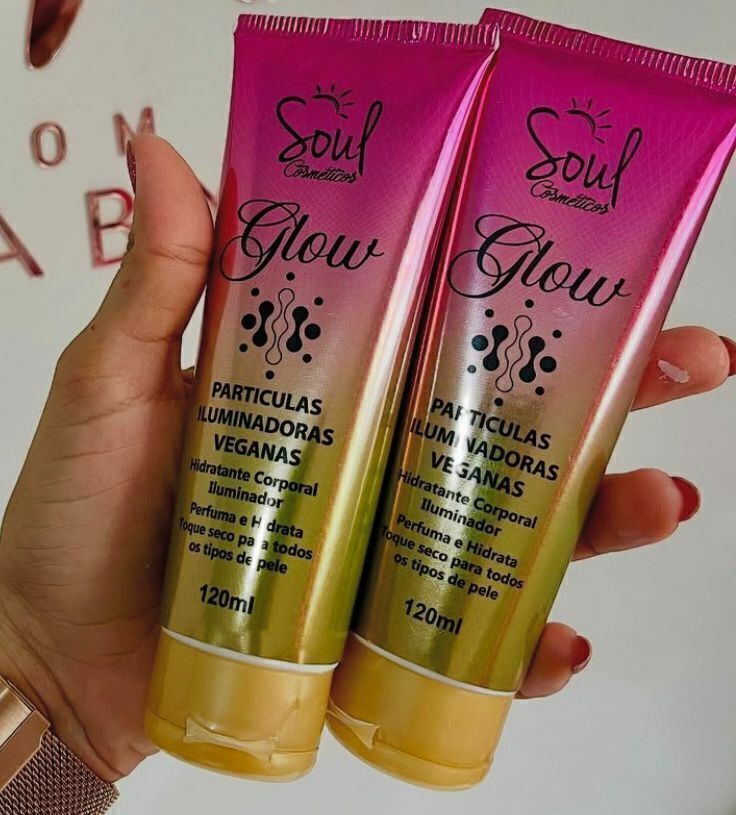 OM
AB
Soul
Cosméticos
Glow
PARTICULAS
ILUMINADORAS
VEGANAS
Hidratante Corporal
Iluminador
Perfuma e Hidrata
Toque seco para todos
os tipos de pele
120ml
Soul
Cosméticos
Glow
PARTICULAS
ILUMINADORAS
VEGANAS
Hidratante Corporal
Iluminador
Perfuma e Hidrata
Toque seco para todos
os tipos de pele
120ml